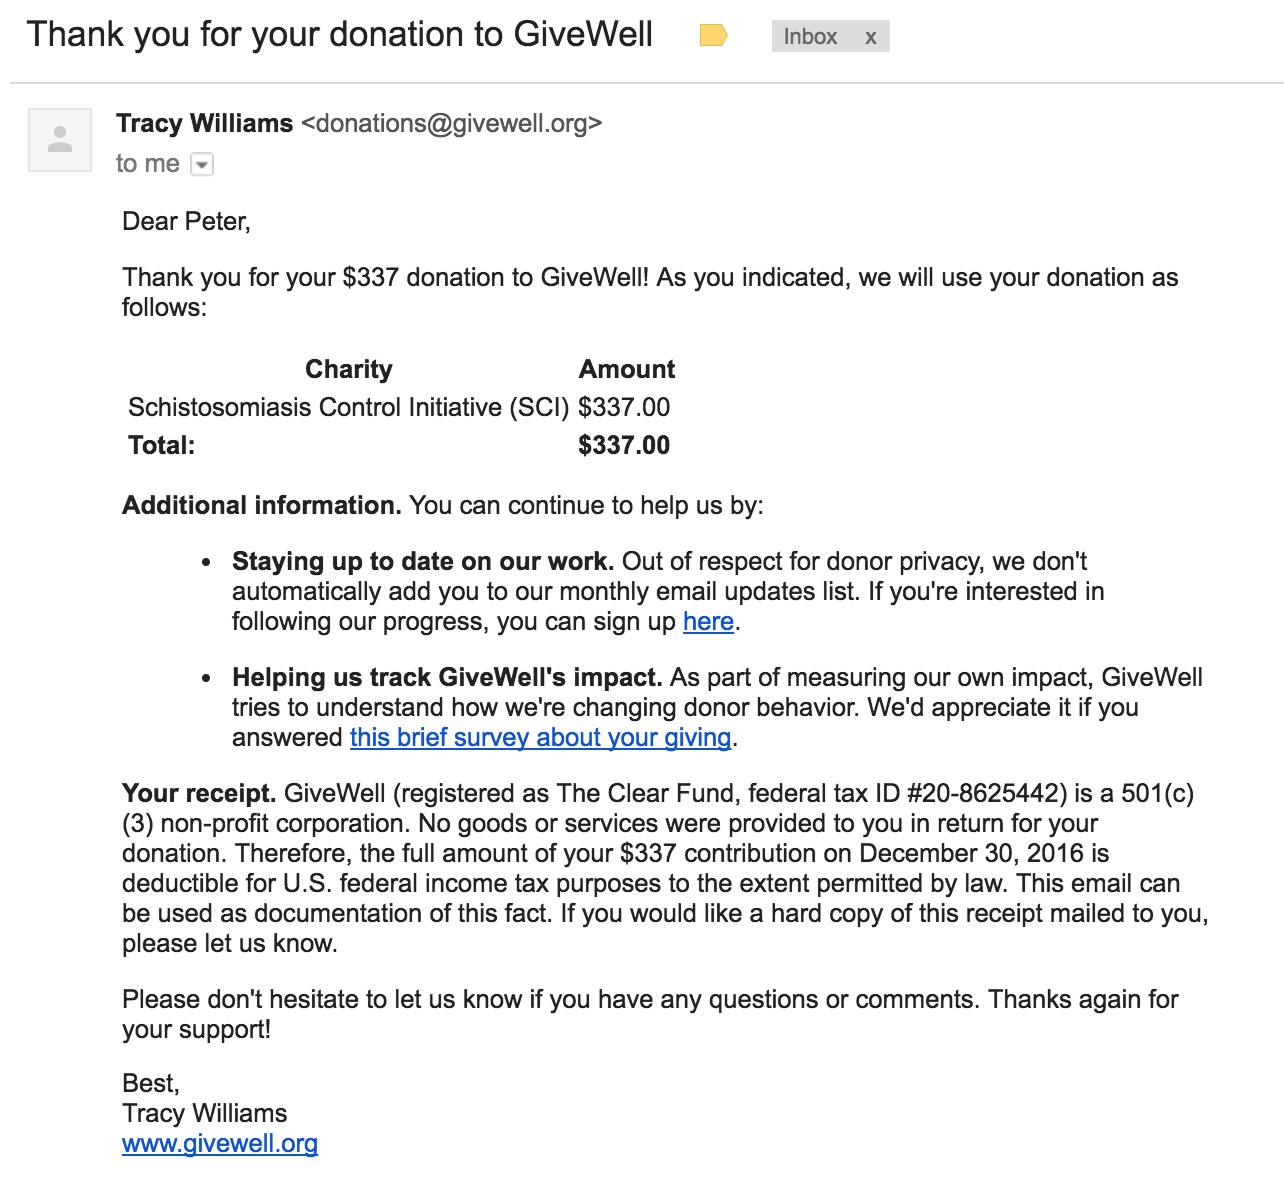 Thank you for your donation to GiveWell
Inbox x
Tracy Williams <donations@givewell.org>
to me
Dear Peter,
Thank you for your $337 donation to GiveWell! As you indicated, we will use your donation as
follows:
Charity Amount
Schistosomiasis Control Initiative (SCI) $337.00
Total: $337.00
Additional information. You can continue to help us by:
• Staying up to date on our work. Out of respect for donor privacy, we don't
automatically add you to our monthly email updates list. If you're interested in
following our progress, you can sign up here.
• Helping us track GiveWell's impact. As part of measuring our own impact, GiveWell
tries to understand how we're changing donor behavior. We'd appreciate it if you
answered this brief survey about your giving.
Your receipt. GiveWell (registered as The Clear Fund, federal tax ID #20-8625442) is a 501(c)
(3) non-profit corporation. No goods or services were provided to you in return for your
donation. Therefore, the full amount of your $337 contribution on December 30, 2016 is
deductible for U.S. federal income tax purposes to the extent permitted by law. This email can
be used as documentation of this fact. If you would like a hard copy of this receipt mailed to you,
please let us know.
Please don't hesitate to let us know if you have any questions or comments. Thanks again for
your support!
Best,
Tracy Williams
www.givewell.org